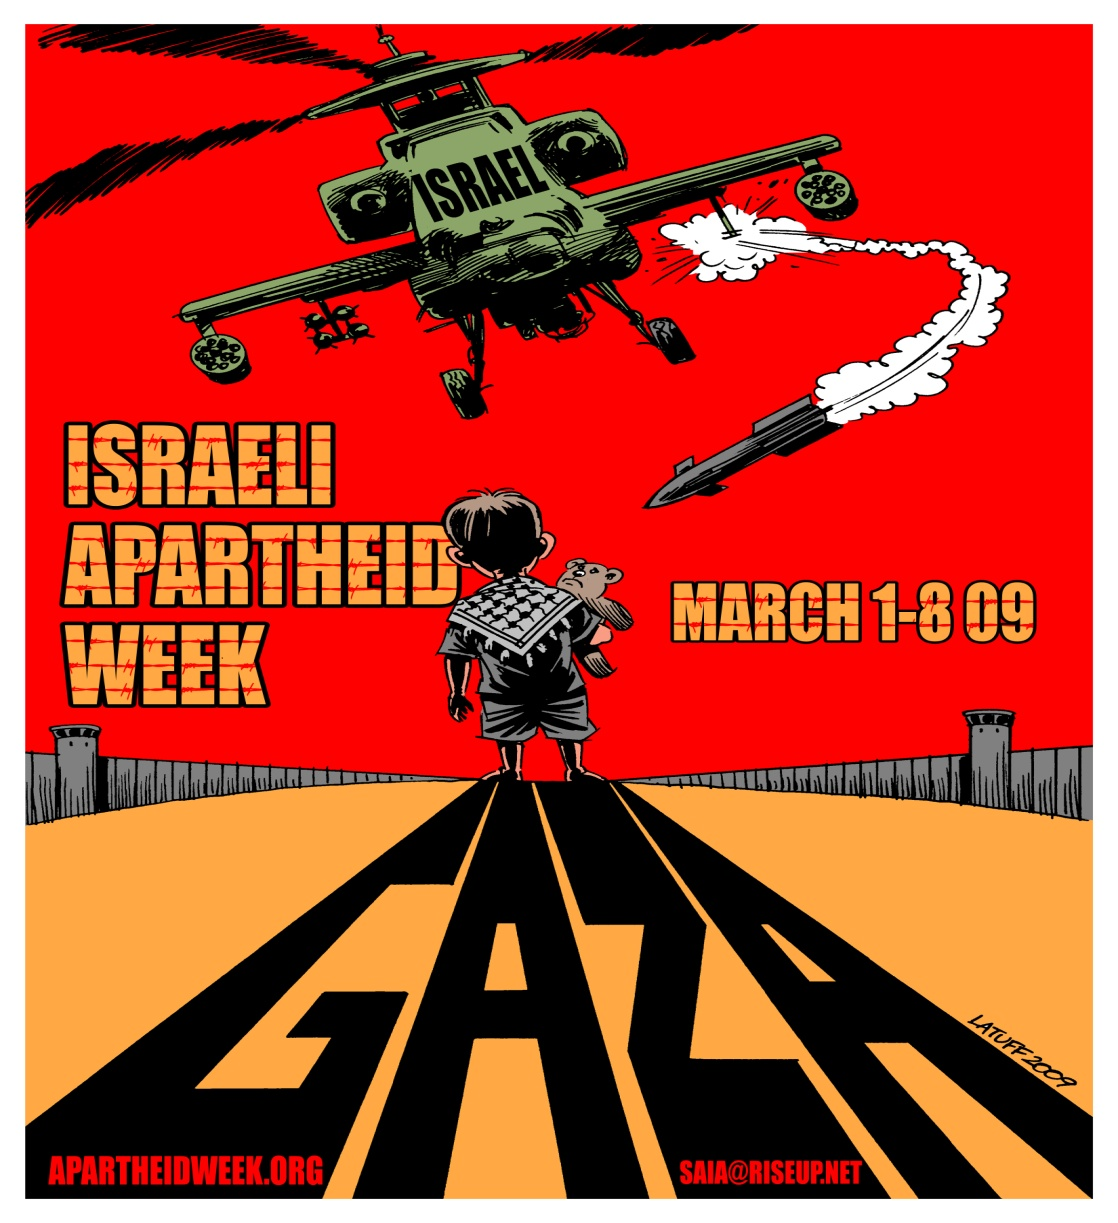 ISRAEL
ISRAELI
APARTHEID
WEEK
MARCH 1-8 09
GAZA
LATUFF 2009
APARTHEIDWEEK.ORG
SAIA@RISEUP.NET